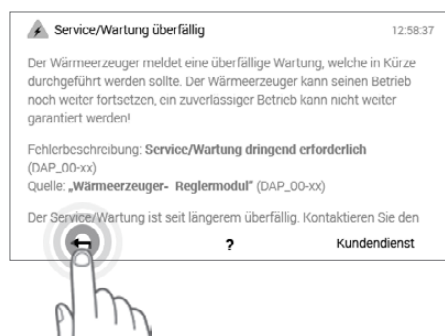 Service/Wartung überfällig 12:58:37
Der Wärmeerzeuger meldet eine überfällige Wartung, welche in Kürze
durchgeführt werden sollte. Der Wärmeerzeuger kann seinen Betrieb
noch weiter fortsetzen, ein zuverlässiger Betrieb kann nicht weiter
garantiert werden!
Fehlerbeschreibung: Service/Wartung dringend erforderlich
(DAP_00-xx)
Quelle: „Wärmeerzeuger- Reglermodul" (DAP_00-xx)
Der Service/Wartung ist seit längerem überfällig. Kontaktieren Sie den
? Kundendienst